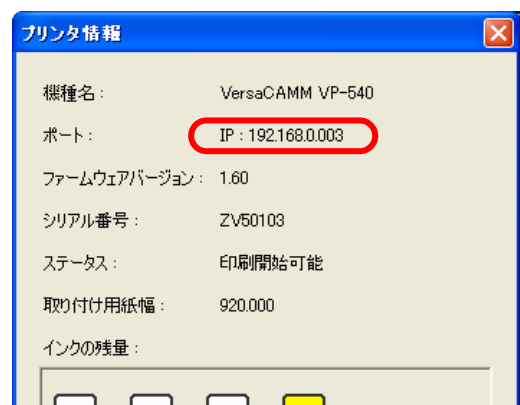 プリンタ情報
機種名： VersaCAMM VP-540
ポート： IP：192.168.0.003
ファームウェアバージョン： 1.60
シリアル番号： ZV50103
ステータス： 印刷開始可能
取り付け用紙幅： 920.000
インクの残量：